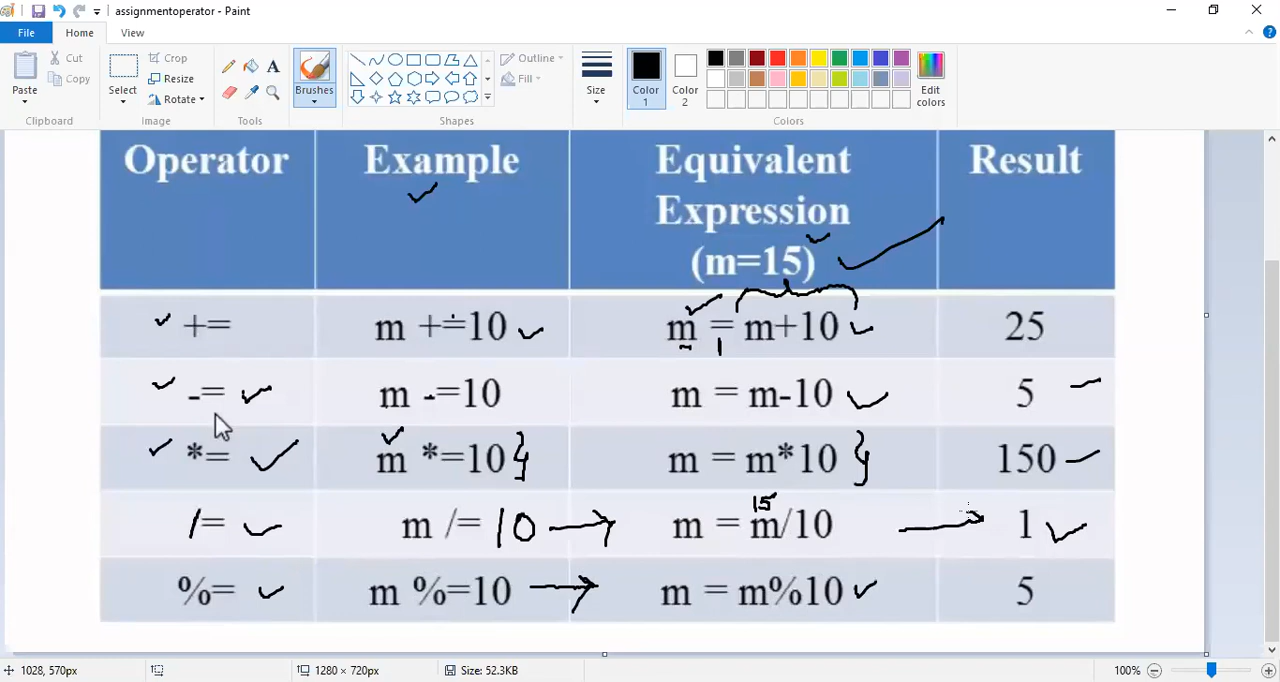 assignmentoperator - Paint
File Home View
Paste Cut Copy
Clipboard
Select Crop Resize Rotate
Image
A
Tools
Brushes
Outline
Fill
Shapes
Size
Color 1
Color 2
Edit colors
Colors
Operator Example Equivalent Expression (m=15) Result
+= m +=10 m = m+10 25
-= m -=10 m = m-10 5
*= m *=10 m = m*10 150
15
/= m /= 10 m = m/10 1
%= m %=10 m = m%10 5
1028, 570px 1280 × 720px Size: 52.3KB 100%